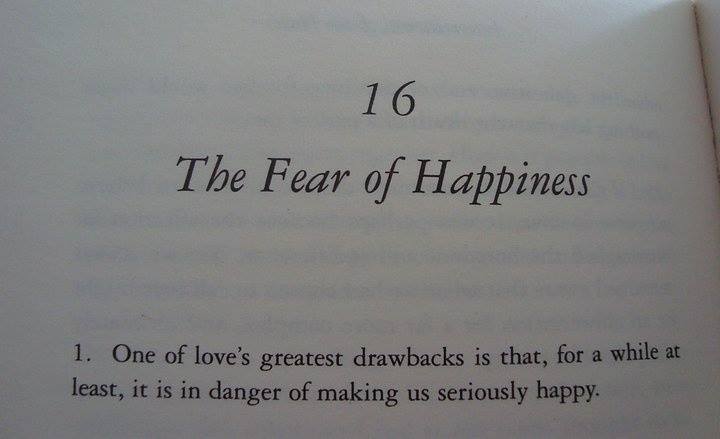 16
The Fear of Happiness
1. One of love's greatest drawbacks is that, for a while at
least, it is in danger of making us seriously happy.